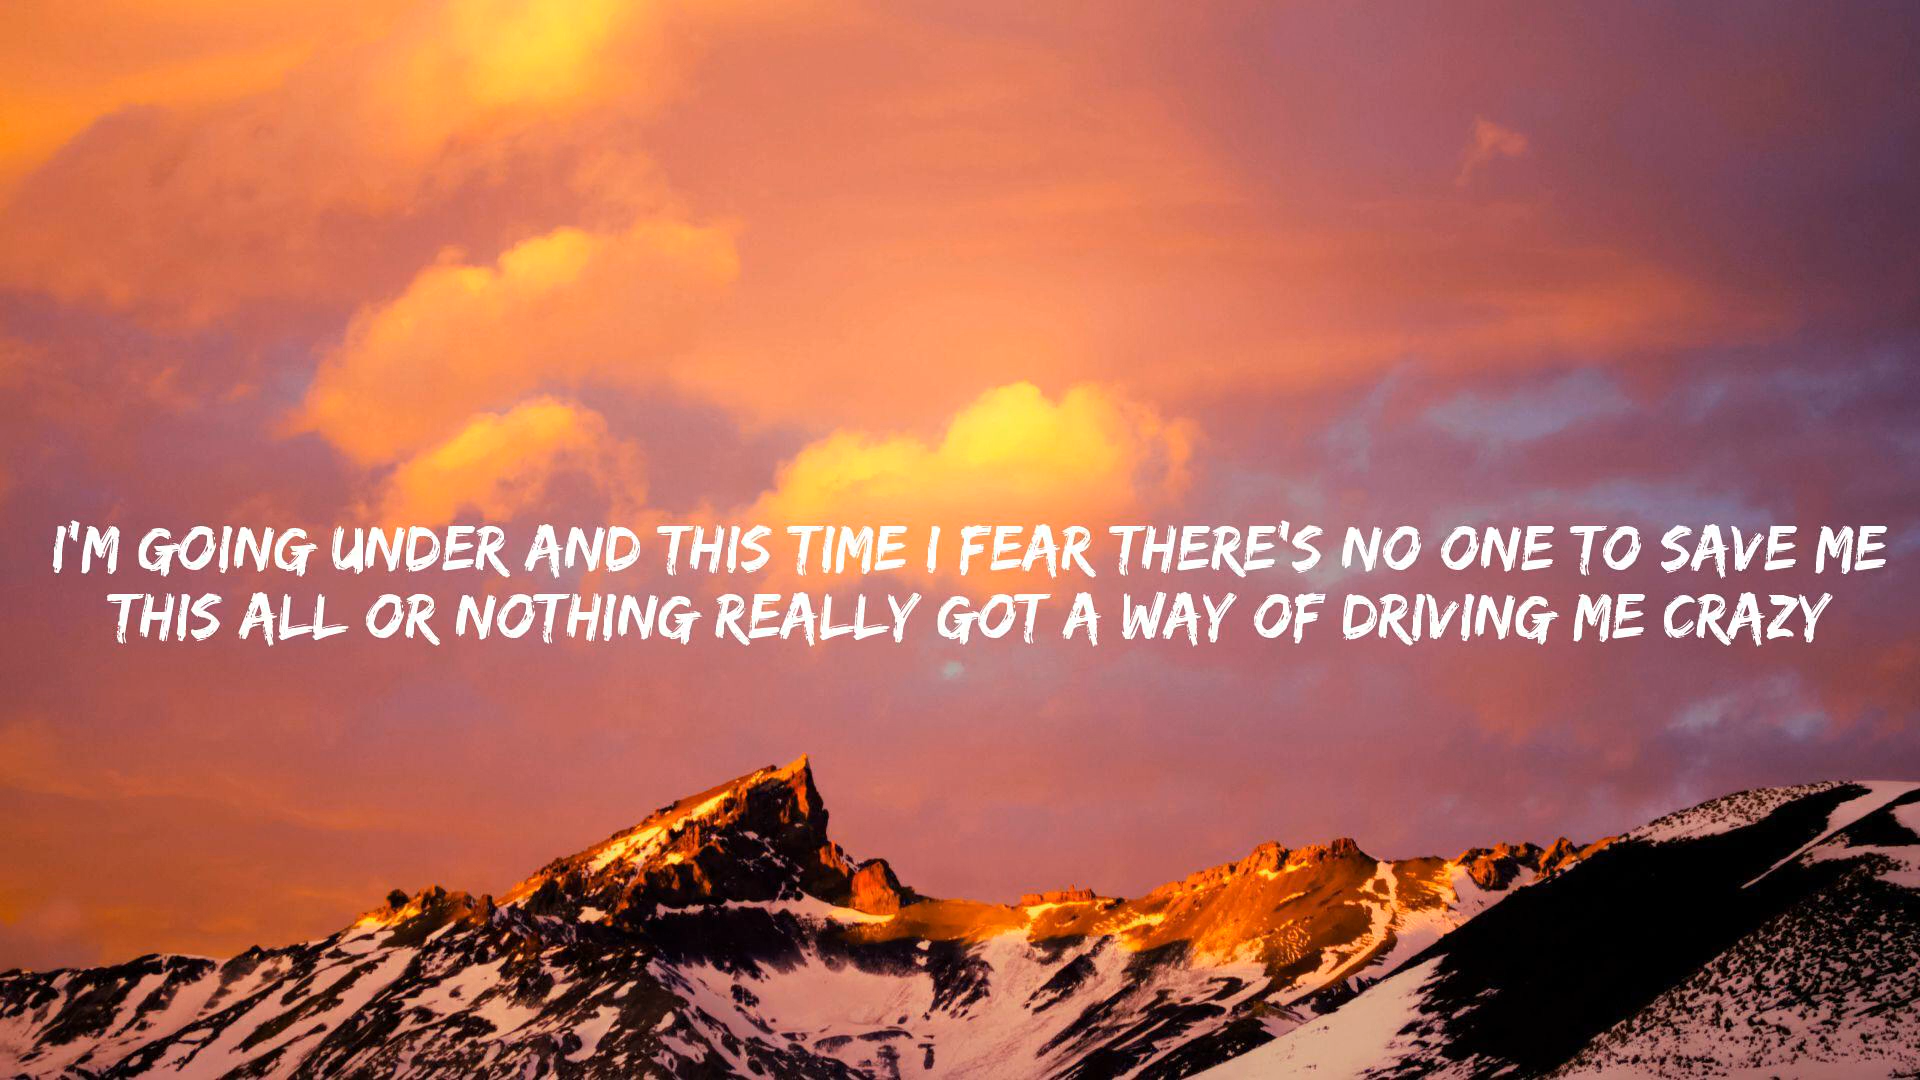 I'M GOING UNDER AND THIS TIME I FEAR THERE'S NO ONE TO SAVE ME
THIS ALL OR NOTHING REALLY GOT A WAY OF DRIVING ME CRAZY